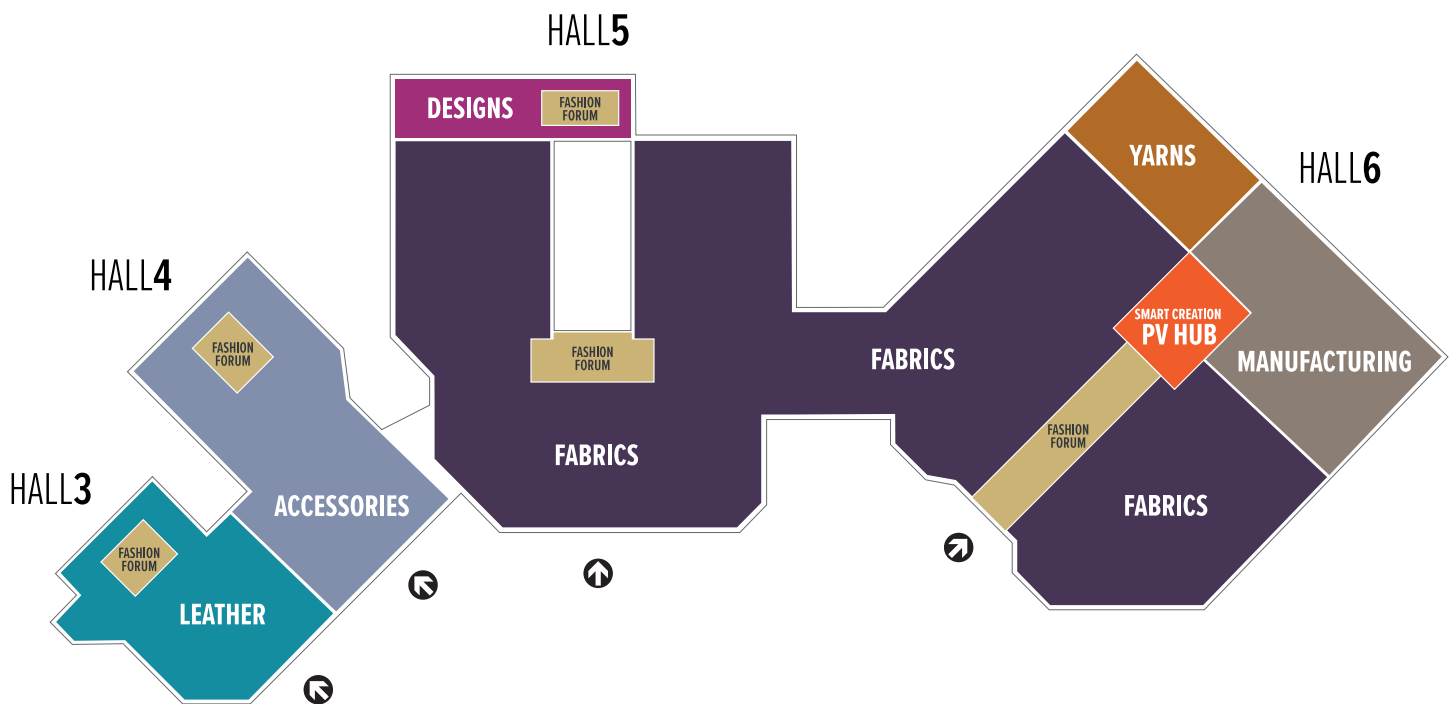 HALL5
DESIGNS
FASHION
FORUM
YARNS
HALL6
HALL4
SMART CREATION
PV HUB
FASHION
FORUM
FASHION
FORUM
FABRICS
MANUFACTURING
FASHION
FORUM
FABRICS
HALL3
ACCESSORIES
FABRICS
FASHION
FORUM
LEATHER